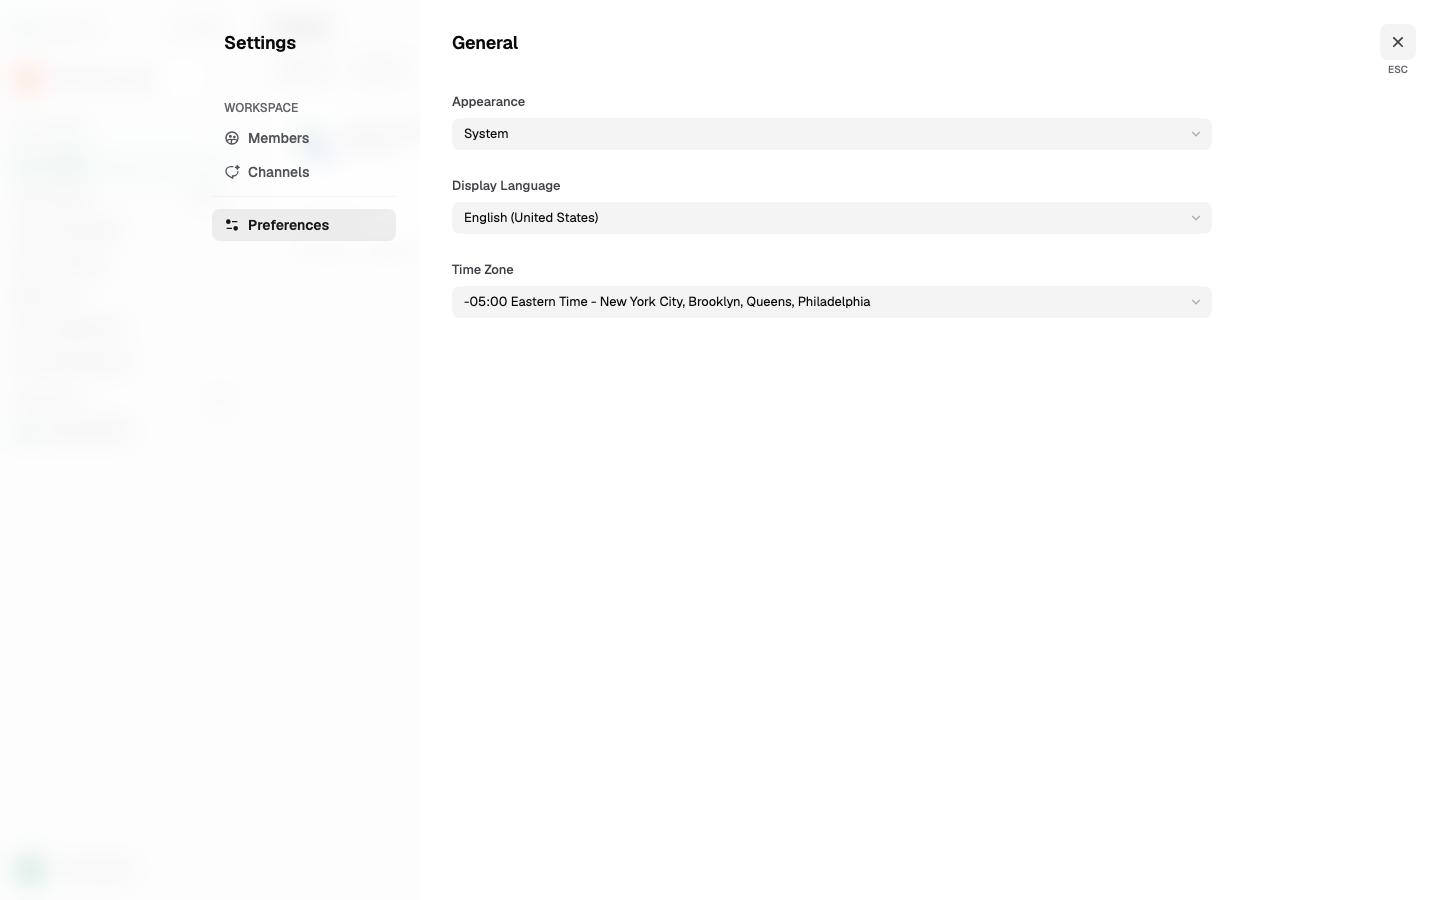 Settings
WORKSPACE
Members
Channels
Preferences
General
ESC
Appearance
System
Display Language
English (United States)
Time Zone
-05:00 Eastern Time - New York City, Brooklyn, Queens, Philadelphia